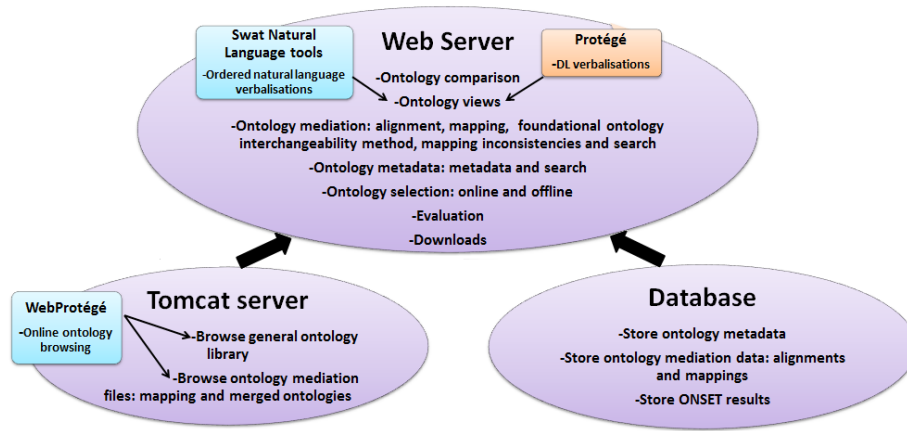 Swat Natural
Language tools
-Ordered natural language
verbalisations
Web Server
Protégé
-DL verbalisations
-Ontology comparison
-Ontology views
-Ontology mediation: alignment, mapping, foundational ontology
interchangeability method, mapping inconsistencies and search
-Ontology metadata: metadata and search
-Ontology selection: online and offline
-Evaluation
-Downloads
Tomcat server
WebProtégé
-Online ontology
browsing
-Browse general ontology
library
-Browse ontology mediation
files: mapping and merged ontologies
Database
-Store ontology metadata
-Store ontology mediation data: alignments
and mappings
-Store ONSET results